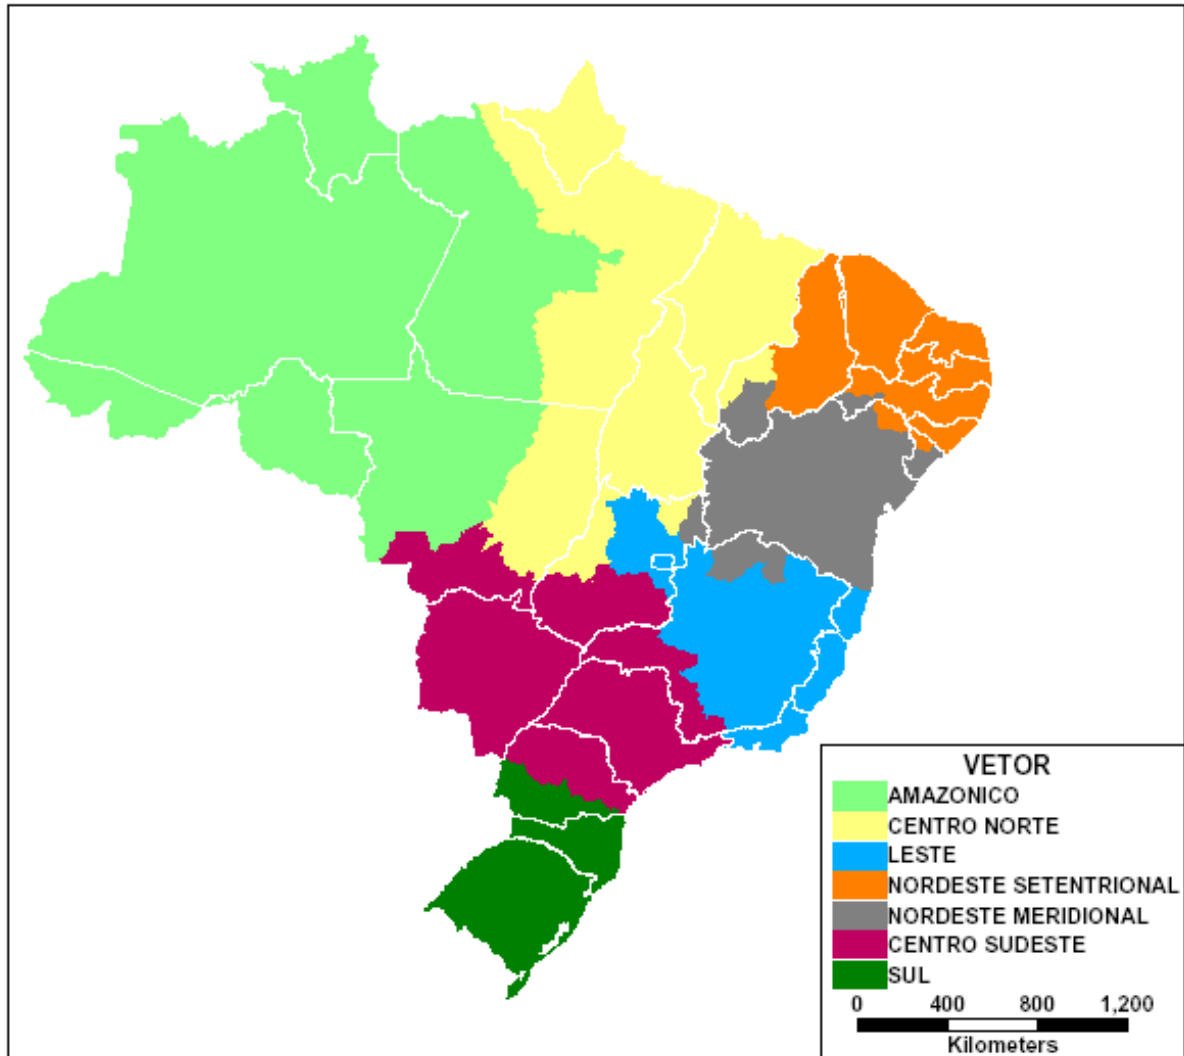 VETOR
AMAZONICO
CENTRO NORTE
LESTE
NORDESTE SETENTRIONAL
NORDESTE MERIDIONAL
CENTRO SUDESTE
SUL
0 400 800 1,200
Kilometers